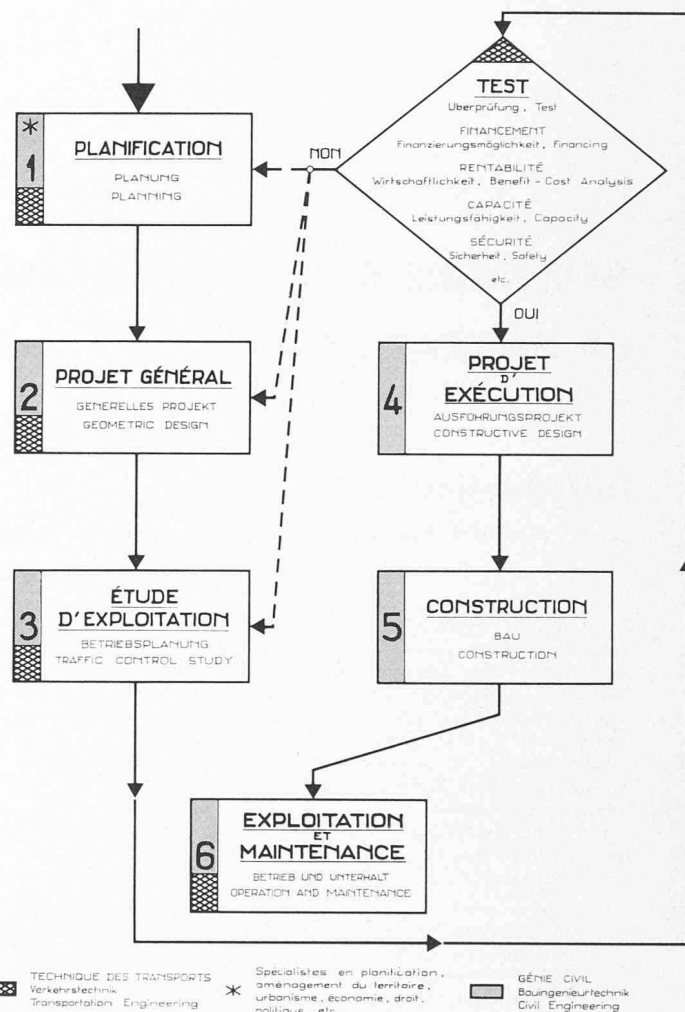 *
1
PLANIFICATION
PLANUNG
PLANNING
NON
TEST
Überprüfung, Test
FINANCEMENT
Finanzierungsmöglichkeit, Financing
RENTABILITÉ
Wirtschaftlichkeit, Benefit - Cost Analysis
CAPACITÉ
Leistungsfähigkeit, Capacity
SÉCURITÉ
Sicherheit, Safety
etc.
OUI
2
PROJET GÉNÉRAL
GENERELLES PROJEKT
GEOMETRIC DESIGN
4
PROJET
D'
EXÉCUTION
AUSFÜHRUNGSPROJEKT
CONSTRUCTIVE DESIGN
3
ÉTUDE
D'EXPLOITATION
BETRIEBSPLANUNG
TRAFFIC CONTROL STUDY
5
CONSTRUCTION
BAU
CONSTRUCTION
6
EXPLOITATION
ET
MAINTENANCE
BETRIEB UND UNTERHALT
OPERATION AND MAINTENANCE
TECHNIQUE DES TRANSPORTS
Verkehrstechnik
Transportation Engineering
*
Spécialistes en planification,
aménagement du territoire,
urbanisme, économie, droit,
politique, etc.
GÉNIE CIVIL
Bauingenieurtechnik
Civil Engineering